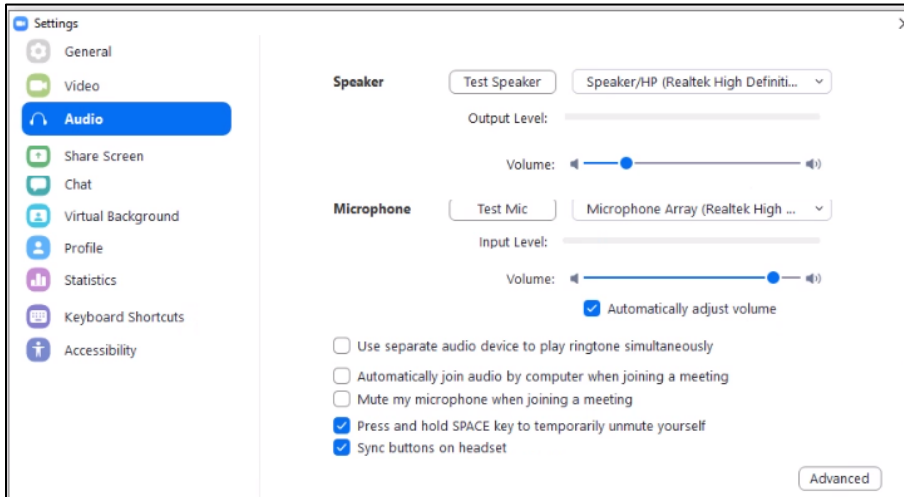 Settings
General
Video
Audio
Share Screen
Chat
Virtual Background
Profile
Statistics
Keyboard Shortcuts
Accessibility
Speaker
Test Speaker
Speaker/HP (Realtek High Definiti...
Output Level:
Volume:
Microphone
Test Mic
Microphone Array (Realtek High ...
Input Level:
Volume:
Automatically adjust volume
Use separate audio device to play ringtone simultaneously
Automatically join audio by computer when joining a meeting
Mute my microphone when joining a meeting
Press and hold SPACE key to temporarily unmute yourself
Sync buttons on headset
Advanced